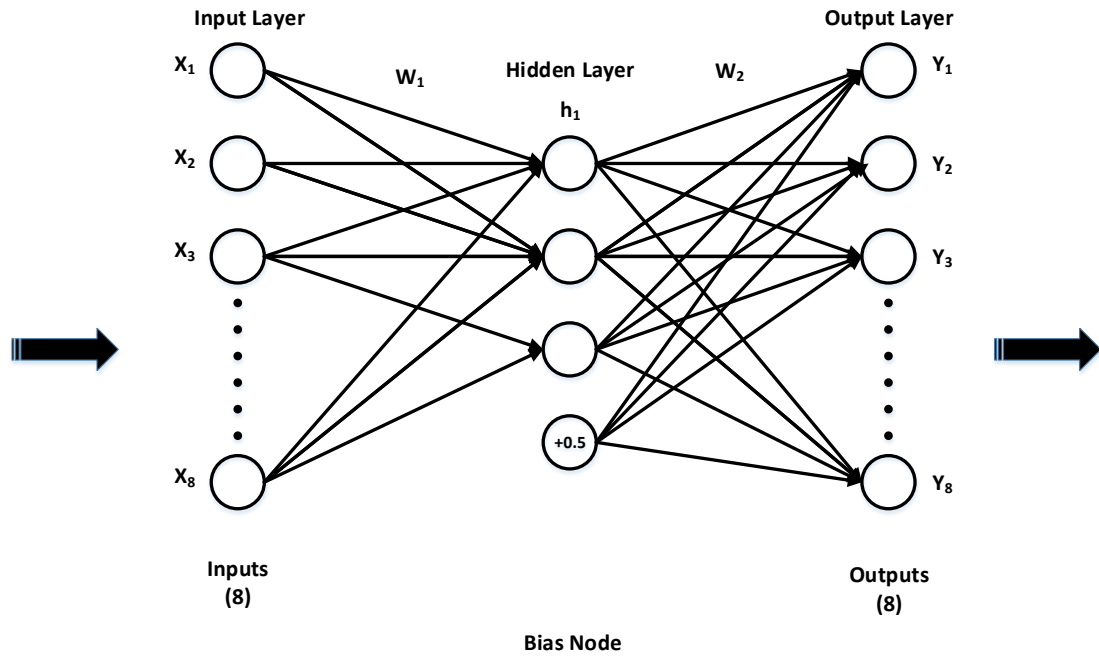 Input Layer
Output Layer
X₁
W₁
Hidden Layer
W₂
Y₁
h₁
X₂
Y₂
X₃
Y₃
+0.5
X₈
Y₈
Inputs
(8)
Outputs
(8)
Bias Node